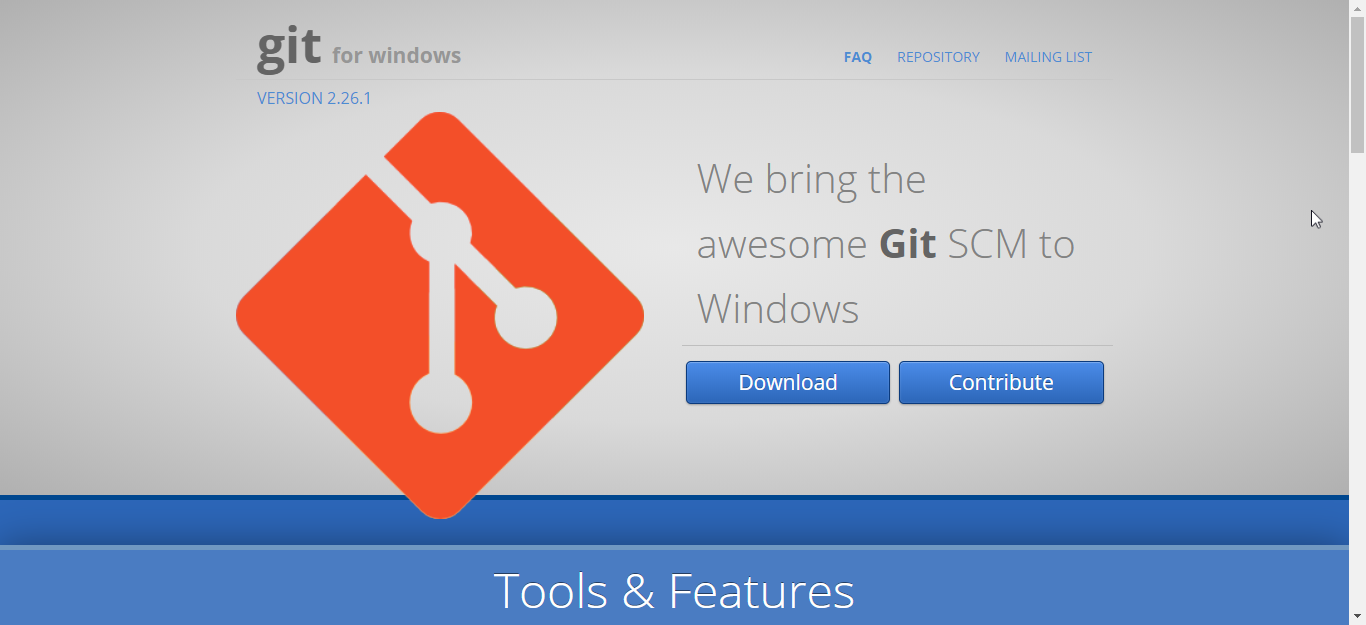 git for windows
FAQ REPOSITORY MAILING LIST
VERSION 2.26.1
We bring the
awesome Git SCM to
Windows
Download Contribute
Tools & Features